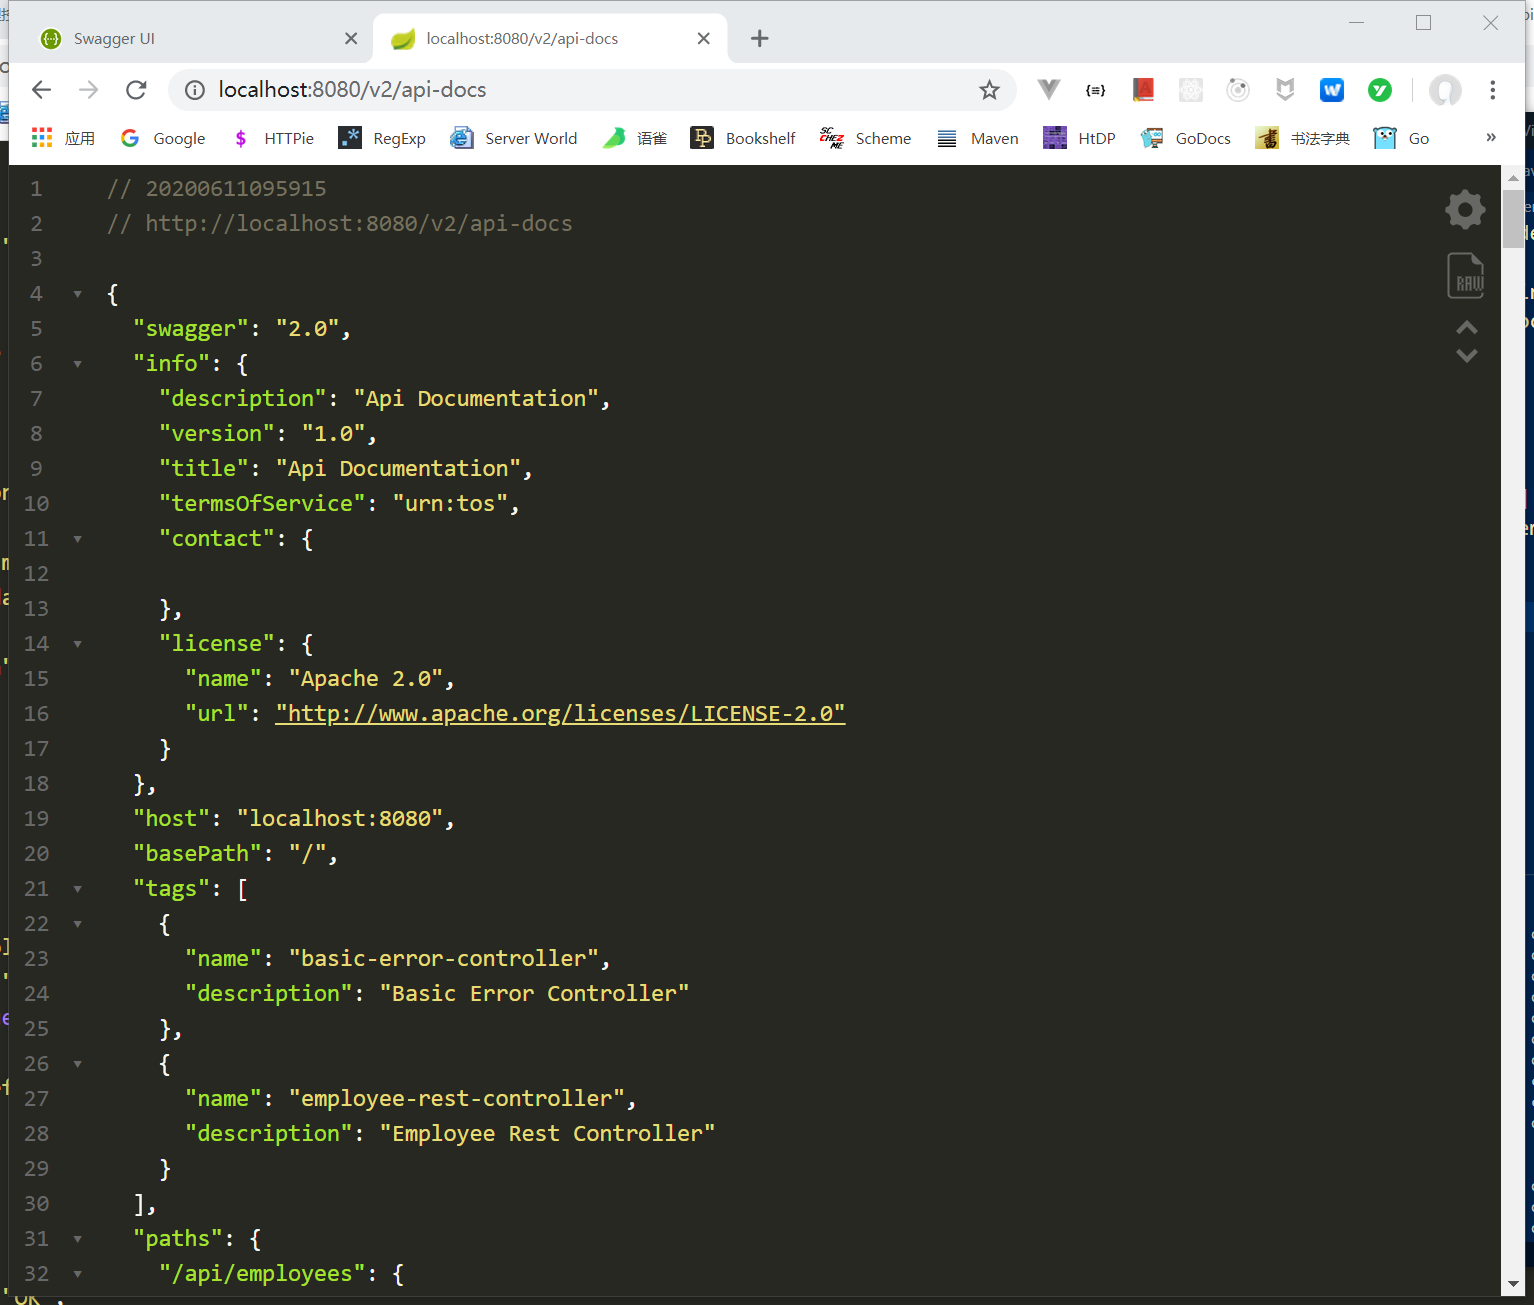 Swagger UI
localhost:8080/v2/api-docs
localhost:8080/v2/api-docs
应用 Google HTTPie RegExp Server World 语雀 Bookshelf Scheme Maven HtDP GoDocs 书法字典 Go »
1 // 20200611095915
2 // http://localhost:8080/v2/api-docs
3
4 {
5 "swagger": "2.0",
6 "info": {
7 "description": "Api Documentation",
8 "version": "1.0",
9 "title": "Api Documentation",
10 "termsOfService": "urn:tos",
11 "contact": {
12
13 },
14 "license": {
15 "name": "Apache 2.0",
16 "url": "http://www.apache.org/licenses/LICENSE-2.0"
17 }
18 },
19 "host": "localhost:8080",
20 "basePath": "/",
21 "tags": [
22 {
23 "name": "basic-error-controller",
24 "description": "Basic Error Controller"
25 },
26 {
27 "name": "employee-rest-controller",
28 "description": "Employee Rest Controller"
29 }
30 ],
31 "paths": {
32 "/api/employees": {
RAW